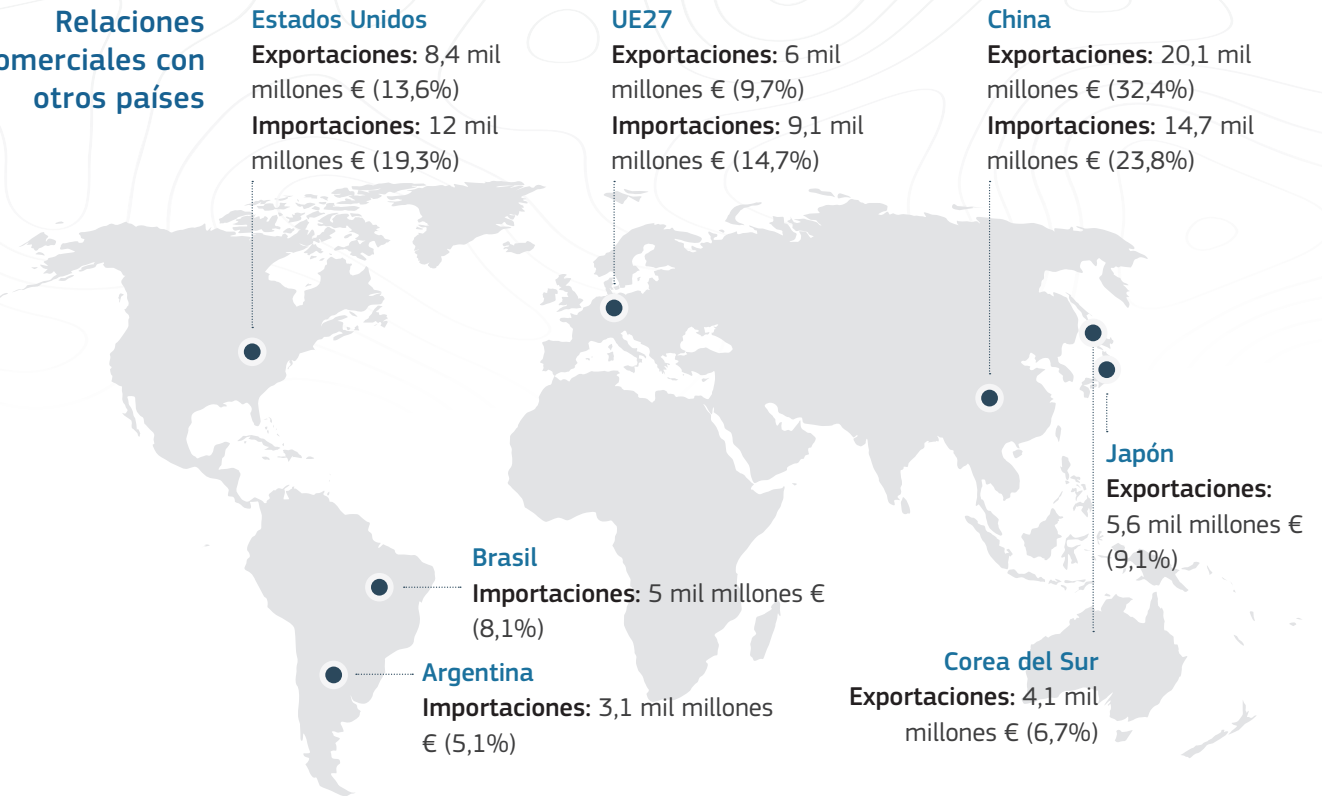 Relaciones
omerciales con
otros países
Estados Unidos
Exportaciones: 8,4 mil
millones € (13,6%)
Importaciones: 12 mil
millones € (19,3%)
UE27
Exportaciones: 6 mil
millones € (9,7%)
Importaciones: 9,1 mil
millones € (14,7%)
China
Exportaciones: 20,1 mil
millones € (32,4%)
Importaciones: 14,7 mil
millones € (23,8%)
Japón
Exportaciones:
5,6 mil millones €
(9,1%)
Brasil
Importaciones: 5 mil millones €
(8,1%)
Argentina
Importaciones: 3,1 mil millones
€ (5,1%)
Corea del Sur
Exportaciones: 4,1 mil
millones € (6,7%)